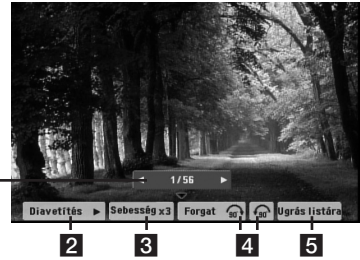 ◄ 1/56 ►
Diavetítés ► Sebesség x3 Forgat 90 90 Ugrás listára
2 3 4 5